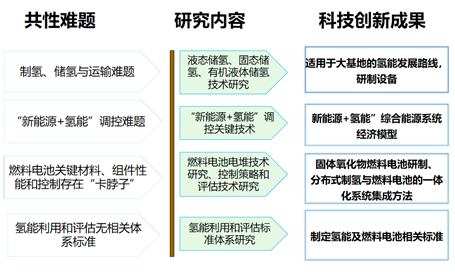 共性难题
研究内容
科技创新成果
制氢、储氢与运输难题
液态储氢、固态储
氢、有机液体储氢
技术研究
适用于大基地的氢能发展路线,
研制设备
“新能源+氢能”调控难题
“新能源+氢能”调
控关键技术
新能源+氢能”综合能源系统
经济模型
燃料电池关键材料、组件性
能和控制存在“卡脖子”
燃料电池电堆技术
研究、控制策略和
评估技术研究
固体氧化物燃料电池研制、
分布式制氢与燃料电池的一体
化系统集成方法
氢能利用和评估无相关体
系标准
氢能利用和评估标
准体系研究
制定氢能及燃料电池相关标准